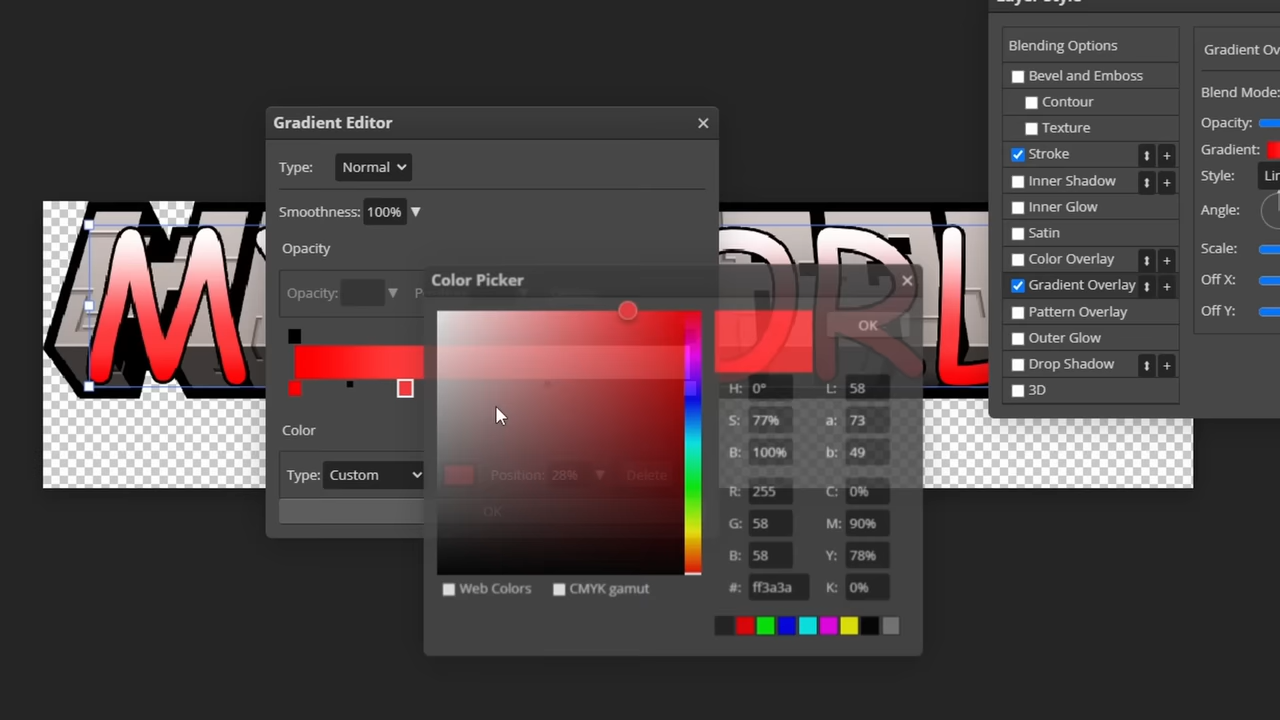 Layer Style
Blending Options
Bevel and Emboss
Contour
Texture
Stroke
Inner Shadow
Inner Glow
Satin
Color Overlay
Gradient Overlay
Pattern Overlay
Outer Glow
Drop Shadow
3D
Gradient Ov
Blend Mode:
Opacity:
Gradient:
Style: Lin
Angle:
Scale:
Off X:
Off Y:
Gradient Editor
Type: Normal
Smoothness: 100%
Opacity
Opacity:
Color
Type: Custom
Position: 28% Delete
OK
Color Picker
OK
H: 0° L: 58
S: 77% a: 73
B: 100% b: 49
R: 255 C: 0%
G: 58 M: 90%
B: 58 Y: 78%
#: ff3a3a K: 0%
Web Colors CMYK gamut